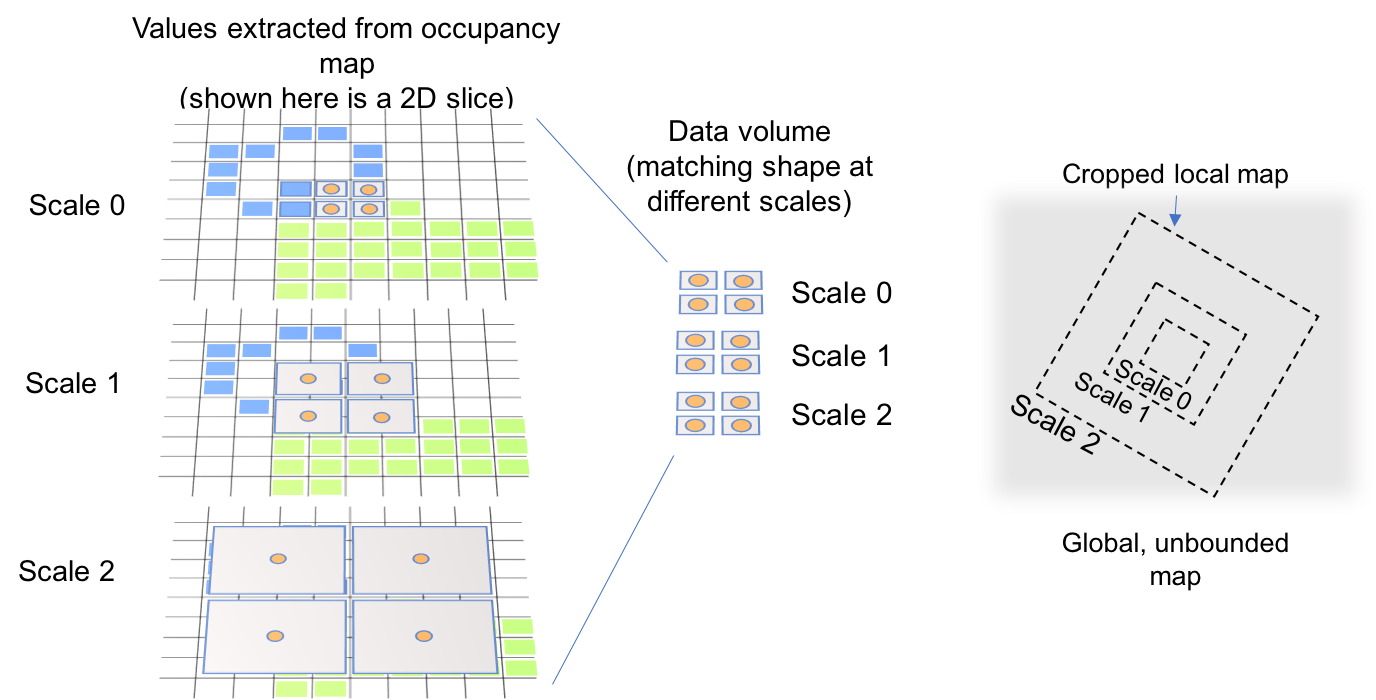 Values extracted from occupancy
map
(shown here is a 2D slice)
Scale 0
Scale 1
Scale 2
Data volume
(matching shape at
different scales)
Scale 0
Scale 1
Scale 2
Cropped local map
Scale 0
Scale 1
Scale 2
Global, unbounded
map